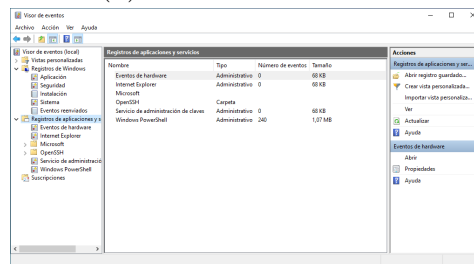 Visor de eventos
Archivo Acción Ver Ayuda
Visor de eventos (local)
Vistas personalizadas
Registros de Windows
Aplicación
Seguridad
Instalación
Sistema
Eventos reenviados
Registros de aplicaciones y s
Eventos de hardware
Internet Explorer
Microsoft
OpenSSH
Servicio de administració
Windows PowerShell
Suscripciones
Registros de aplicaciones y servicios
Nombre Tipo Número de eventos Tamaño
Eventos de hardware Administrativo 0 68 KB
Internet Explorer Administrativo 0 68 KB
Microsoft
OpenSSH Carpeta
Servicio de administración de claves Administrativo 0 68 KB
Windows PowerShell Administrativo 240 1,07 MB
Acciones
Registros de aplicaciones y ser...
Abrir registro guardado...
Crear vista personalizada...
Importar vista personaliza...
Ver
Actualizar
Ayuda
Eventos de hardware
Abrir
Propiedades
Ayuda